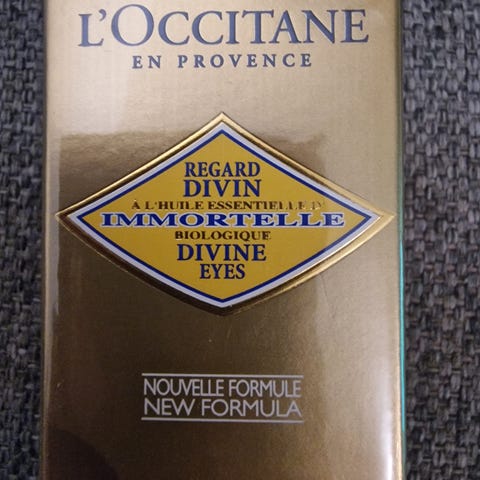 L'OCCITANE
EN PROVENCE
REGARD
DIVIN
À L'HUILE ESSENTIELLE D'
IMMORTELLE
BIOLOGIQUE
DIVINE
EYES
NOUVELLE FORMULE
NEW FORMULA